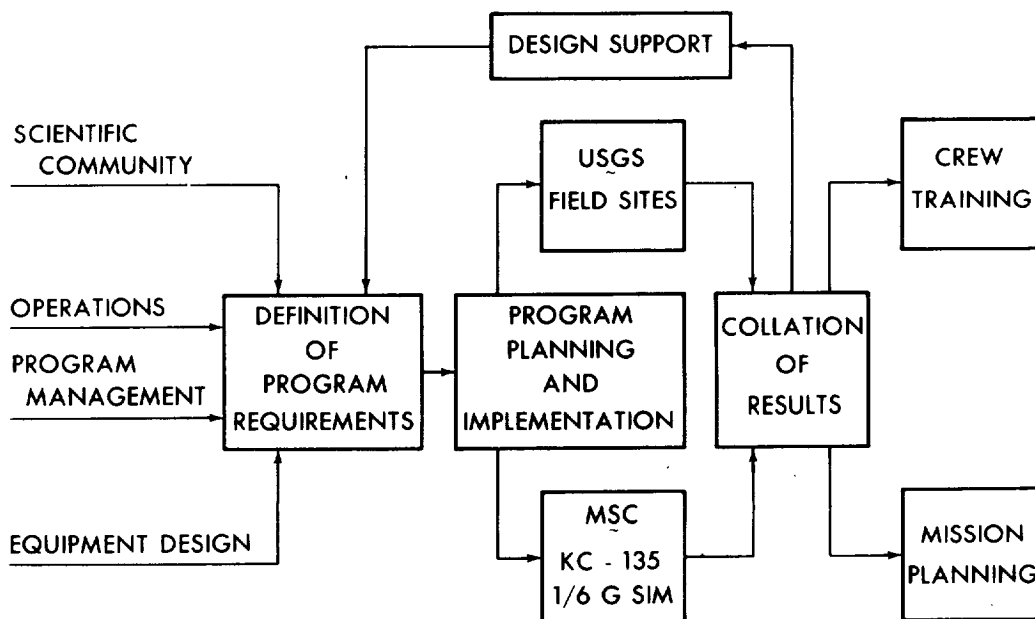 DESIGN SUPPORT
SCIENTIFIC
COMMUNITY
USGS
~
FIELD SITES
CREW
TRAINING
OPERATIONS
PROGRAM
MANAGEMENT
EQUIPMENT DESIGN
DEFINITION
OF
PROGRAM
REQUIREMENTS
PROGRAM
PLANNING
AND
IMPLEMENTATION
COLLATION
OF
RESULTS
MSC
~
KC - 135
1/6 G SIM
MISSION
PLANNING